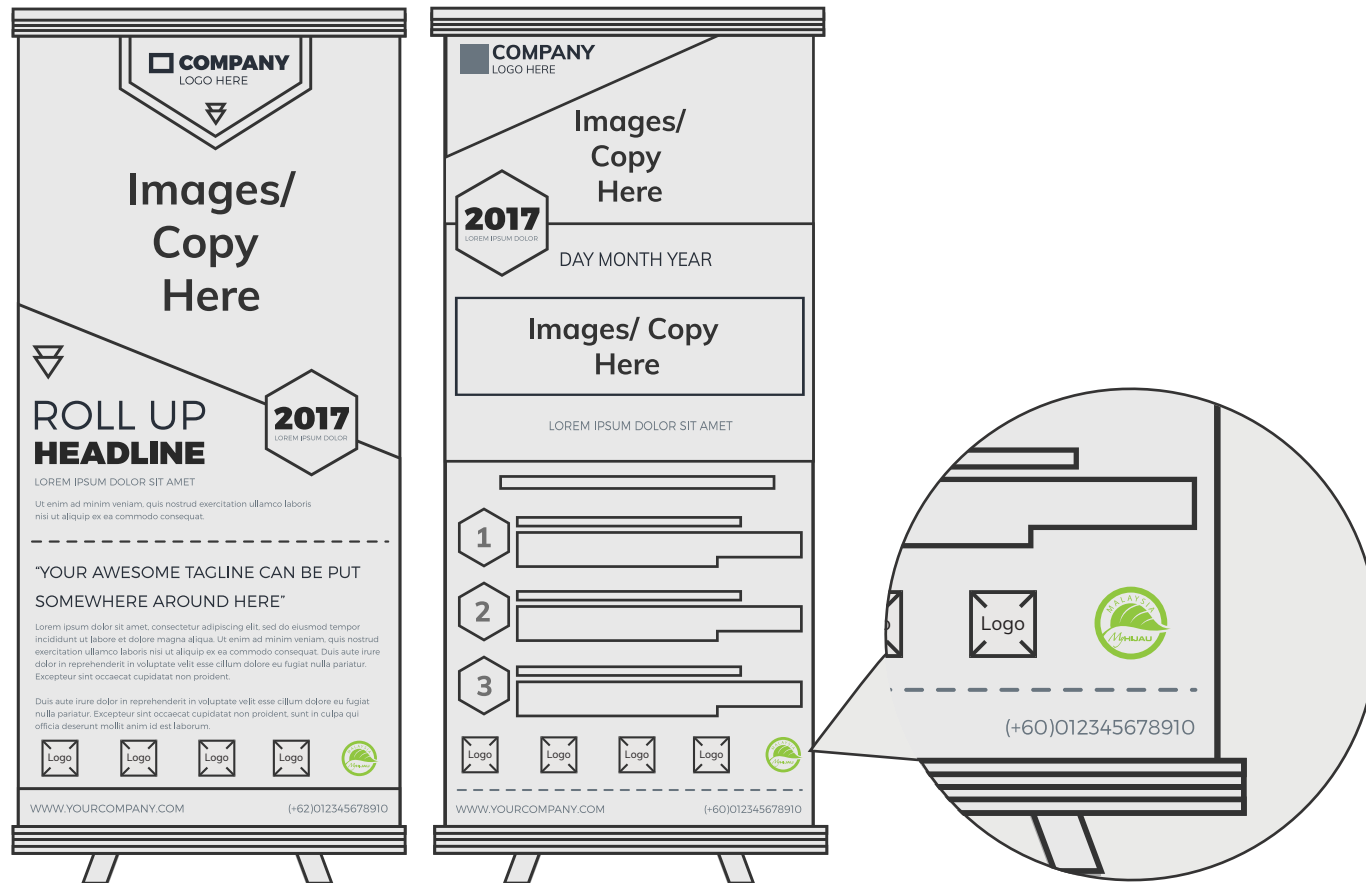 COMPANY
LOGO HERE
Images/
Copy
Here
ROLL UP
HEADLINE
2017
LOREM IPSUM DOLOR
LOREM IPSUM DOLOR SIT AMET
Ut enim ad minim veniam, quis nostrud exercitation ullamco laboris
nisi ut aliquip ex ea commodo consequat.
“YOUR AWESOME TAGLINE CAN BE PUT
SOMEWHERE AROUND HERE”
Lorem ipsum dolor sit amet, consectetur adipiscing elit, sed do eiusmod tempor
incididunt ut labore et dolore magna aliqua. Ut enim ad minim veniam, quis nostrud
exercitation ullamco laboris nisi ut aliquip ex ea commodo consequat. Duis aute irure
dolor in reprehenderit in voluptate velit esse cillum dolore eu fugiat nulla pariatur.
Excepteur sint occaecat cupidatat non proident.
Duis aute irure dolor in reprehenderit in voluptate velit esse cillum dolore eu fugiat
nulla pariatur. Excepteur sint occaecat cupidatat non proident, sunt in culpa qui
officia deserunt mollit anim id est laborum.
Logo Logo Logo Logo MALAYSIA MyHIJAU
WWW.YOURCOMPANY.COM (+62)012345678910
COMPANY
LOGO HERE
Images/
Copy
Here
2017
LOREM IPSUM DOLOR
DAY MONTH YEAR
Images/ Copy
Here
LOREM IPSUM DOLOR SIT AMET
1
2
3
Logo Logo Logo Logo MALAYSIA MyHIJAU
WWW.YOURCOMPANY.COM (+60)012345678910
Logo MALAYSIA MyHIJAU
(+60)012345678910